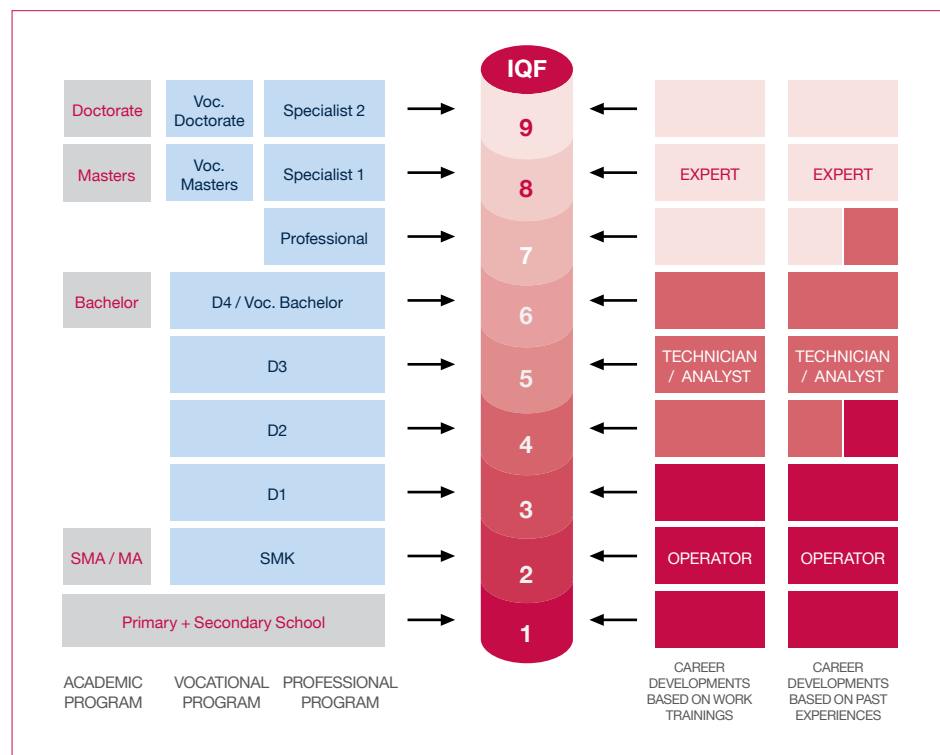 IQF
Doctorate
Voc.
Doctorate
Specialist 2
9
Masters
Voc.
Masters
Specialist 1
8
EXPERT
EXPERT
Professional
7
Bachelor
D4 / Voc. Bachelor
6
D3
5
TECHNICIAN
/ ANALYST
TECHNICIAN
/ ANALYST
D2
4
D1
3
SMA / MA
SMK
2
OPERATOR
OPERATOR
Primary + Secondary School
1
ACADEMIC
PROGRAM
VOCATIONAL
PROGRAM
PROFESSIONAL
PROGRAM
CAREER
DEVELOPMENTS
BASED ON WORK
TRAININGS
CAREER
DEVELOPMENTS
BASED ON PAST
EXPERIENCES